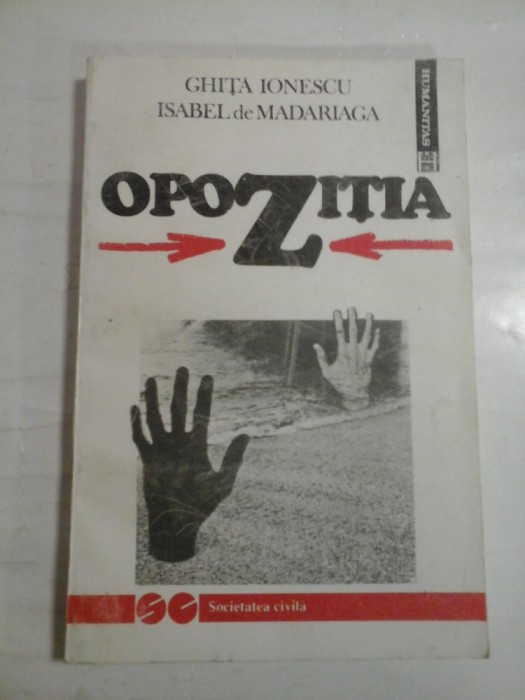 GHIȚA IONESCU
ISABEL de MADARIAGA
HUMANITAS
OPOZIȚIA
SC Societatea civilă